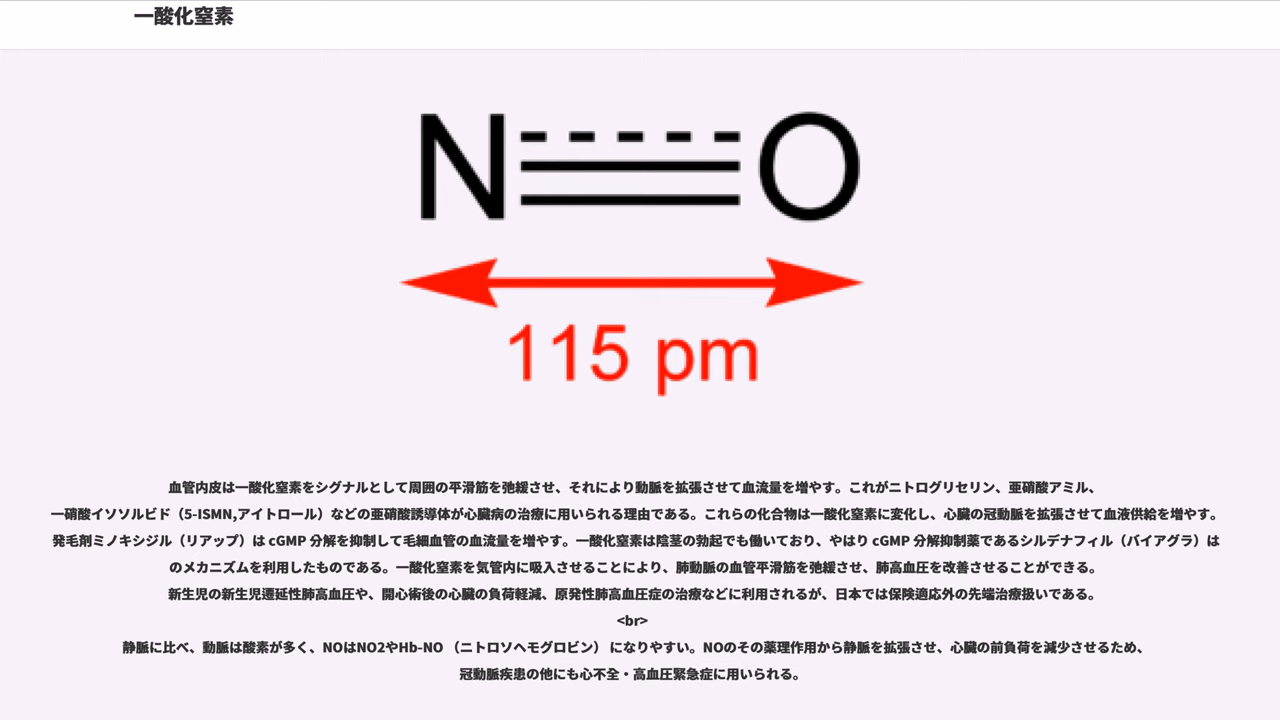 一酸化窒素
N O
115 pm
血管内皮は一酸化窒素をシグナルとして周囲の平滑筋を弛緩させ、それにより動脈を拡張させて血流量を増やす。これがニトログリセリン、亜硝酸アミル、
一硝酸イソソルビド（5-ISMN,アイトロール）などの亜硝酸誘導体が心臓病の治療に用いられる理由である。これらの化合物は一酸化窒素に変化し、心臓の冠動脈を拡張させて血液供給を増やす。
発毛剤ミノキシジル（リアップ）は cGMP 分解を抑制して毛細血管の血流量を増やす。一酸化窒素は陰茎の勃起でも働いており、やはり cGMP 分解抑制薬であるシルデナフィル（バイアグラ）は
のメカニズムを利用したものである。一酸化窒素を気管内に吸入させることにより、肺動脈の血管平滑筋を弛緩させ、肺高血圧を改善させることができる。
新生児の新生児遷延性肺高血圧や、開心術後の心臓の負荷軽減、原発性肺高血圧症の治療などに利用されるが、日本では保険適応外の先端治療扱いである。
<br>
静脈に比べ、動脈は酸素が多く、NOはNO2やHb-NO （ニトロソヘモグロビン） になりやすい。NOのその薬理作用から静脈を拡張させ、心臓の前負荷を減少させるため、
冠動脈疾患の他にも心不全・高血圧緊急症に用いられる。